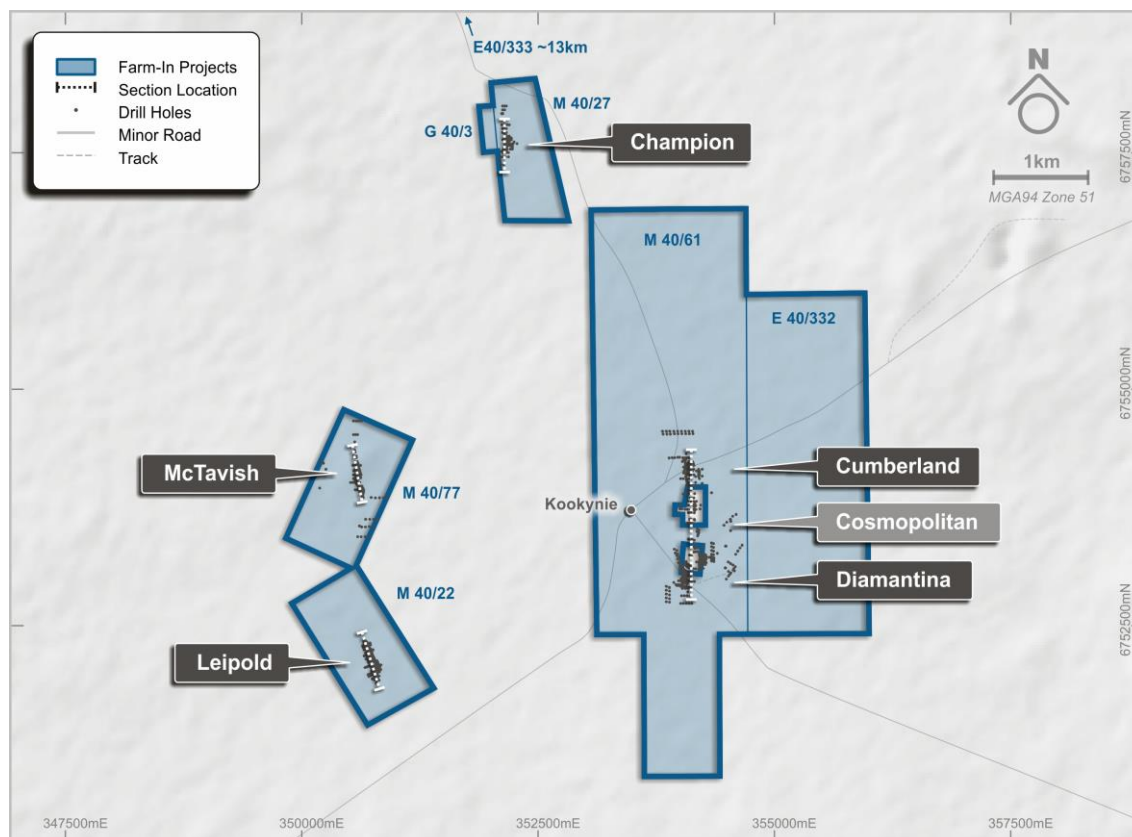 E40/333 ~13km
Farm-In Projects
Section Location
Drill Holes
Minor Road
Track
M 40/27
G 40/3
Champion
N
1km
MGA94 Zone 51
6757500mN
M 40/61
E 40/332
6755000mN
McTavish
M 40/77
Kookynie
Cumberland
Cosmopolitan
Diamantina
M 40/22
Leipold
6752500mN
347500mE
350000mE
352500mE
355000mE
357500mE